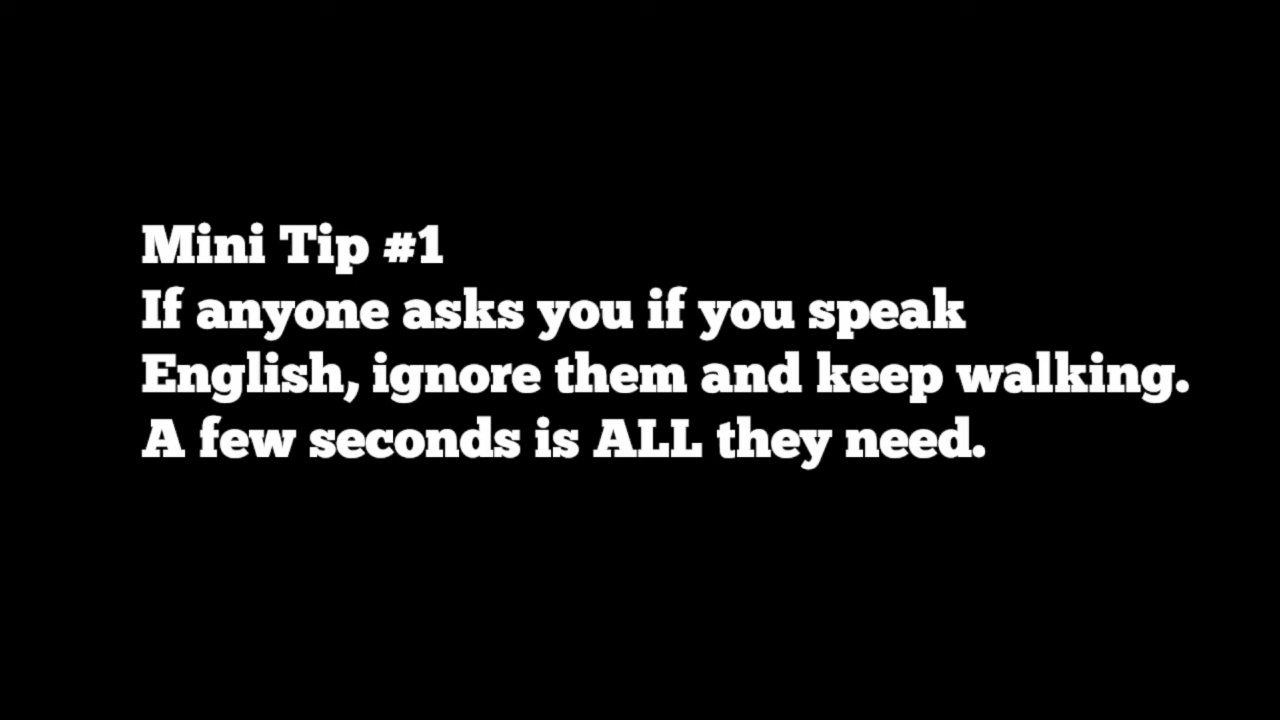 Mini Tip #1
If anyone asks you if you speak
English, ignore them and keep walking.
A few seconds is ALL they need.